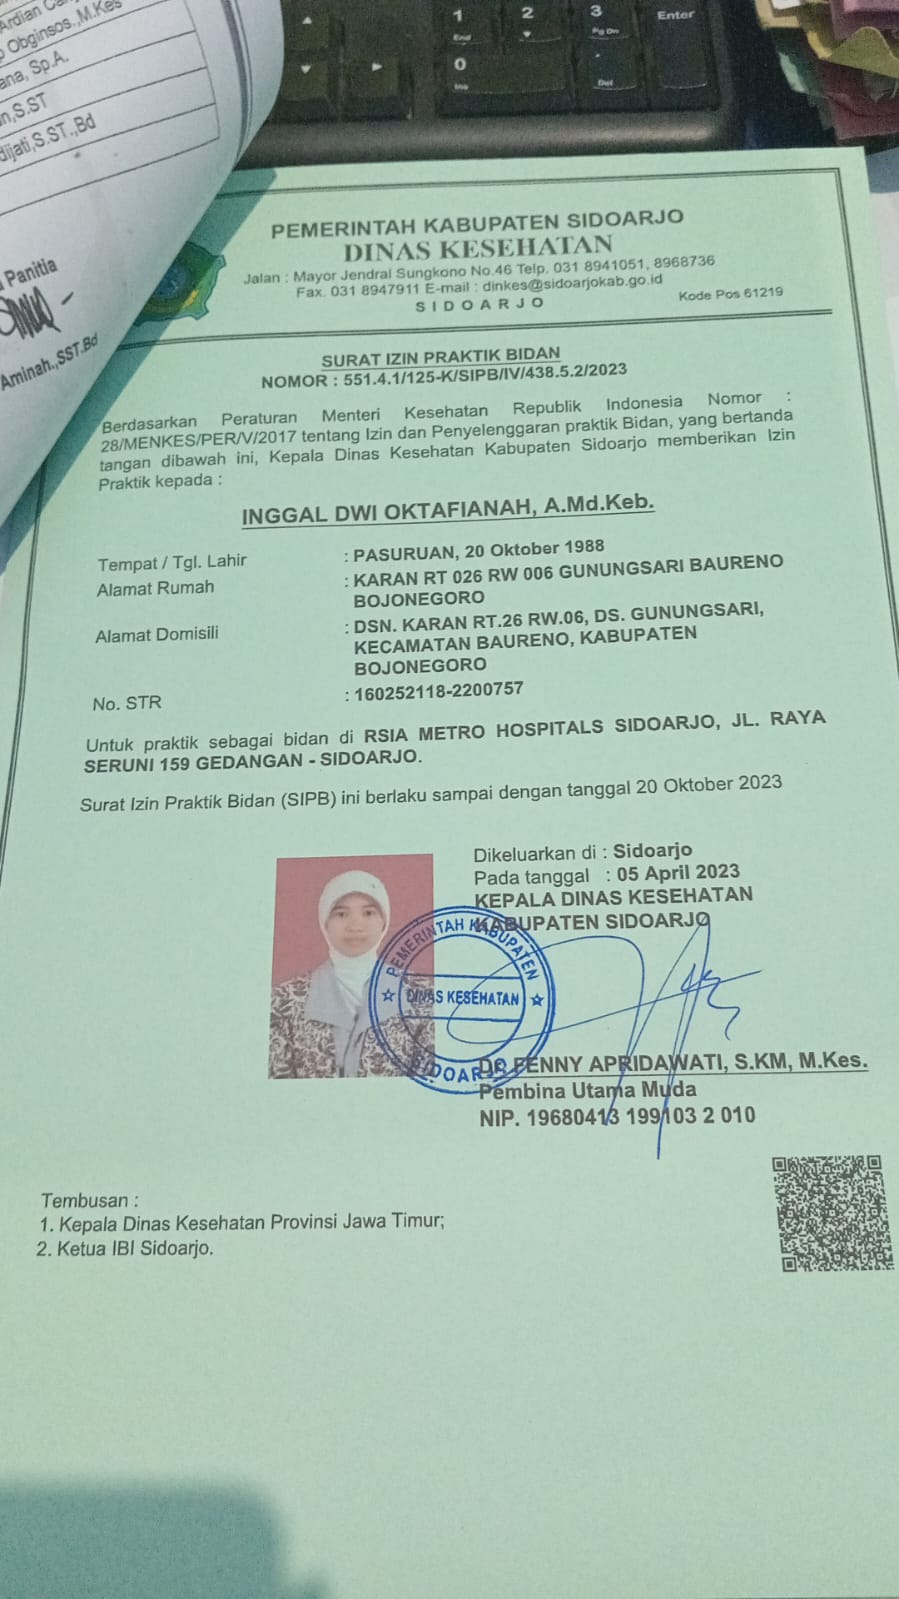 Ardian
Obginsos.,M.Kes
ana, Sp.A.
n,S.ST
dijati,S.ST.,Bd
Panitia
Aminah.,SST.Bd
1 2 3 Enter
End Pg Dn
0
Ins Del
PEMERINTAH KABUPATEN SIDOARJO
DINAS KESEHATAN
Jalan : Mayor Jendral Sungkono No.46 Telp. 031 8941051, 8968736
Fax. 031 8947911 E-mail : dinkes@sidoarjokab.go.id
SIDOARJO
Kode Pos 61219
SURAT IZIN PRAKTIK BIDAN
NOMOR : 551.4.1/125-K/SIPB/IV/438.5.2/2023
Berdasarkan Peraturan Menteri Kesehatan Republik Indonesia Nomor :
28/MENKES/PER/V/2017 tentang Izin dan Penyelenggaran praktik Bidan, yang bertanda
tangan dibawah ini, Kepala Dinas Kesehatan Kabupaten Sidoarjo memberikan Izin
Praktik kepada :
INGGAL DWI OKTAFIANAH, A.Md.Keb.
Tempat / Tgl. Lahir : PASURUAN, 20 Oktober 1988
Alamat Rumah : KARAN RT 026 RW 006 GUNUNGSARI BAURENO
BOJONEGORO
Alamat Domisili : DSN. KARAN RT.26 RW.06, DS. GUNUNGSARI,
KECAMATAN BAURENO, KABUPATEN
BOJONEGORO
No. STR : 160252118-2200757
Untuk praktik sebagai bidan di RSIA METRO HOSPITALS SIDOARJO, JL. RAYA
SERUNI 159 GEDANGAN - SIDOARJO.
Surat Izin Praktik Bidan (SIPB) ini berlaku sampai dengan tanggal 20 Oktober 2023
Dikeluarkan di : Sidoarjo
Pada tanggal : 05 April 2023
KEPALA DINAS KESEHATAN
KABUPATEN SIDOARJO
PEMERINTAH KABUPATEN
DINAS KESEHATAN
SIDOARJO
Dr. FENNY APRIDAWATI, S.KM, M.Kes.
Pembina Utama Muda
NIP. 19680413 199103 2 010
Tembusan :
1. Kepala Dinas Kesehatan Provinsi Jawa Timur;
2. Ketua IBI Sidoarjo.